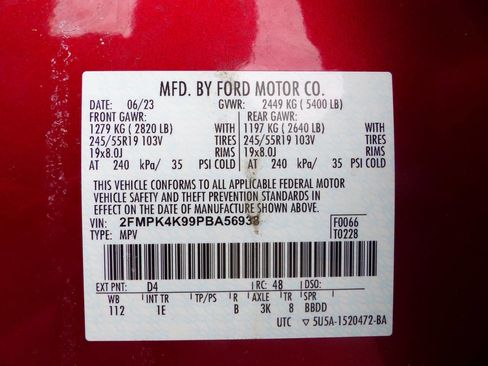 MFD. BY FORD MOTOR CO.
DATE: 06/23 GVWR: 2449 KG ( 5400 LB)
FRONT GAWR: REAR GAWR:
1279 KG ( 2820 LB) WITH 1197 KG ( 2640 LB) WITH
245/55R19 103V TIRES 245/55R19 103V TIRES
19x8.0J RIMS 19x8.0J RIMS
AT 240 kPa/ 35 PSI COLD AT 240 kPa/ 35 PSI COLD
THIS VEHICLE CONFORMS TO ALL APPLICABLE FEDERAL MOTOR
VEHICLE SAFETY AND THEFT PREVENTION STANDARDS IN
EFFECT ON THE DATE OF MANUFACTURE SHOWN ABOVE.
VIN: F0066
TYPE: MPV T0228
EXT PNT: D4 RC: 48 DSO:
WB INT TR TP/PS R AXLE TR SPR
112 1E B 3K 8 BBDD
UTC ▽ 5U5A-1520472-BA